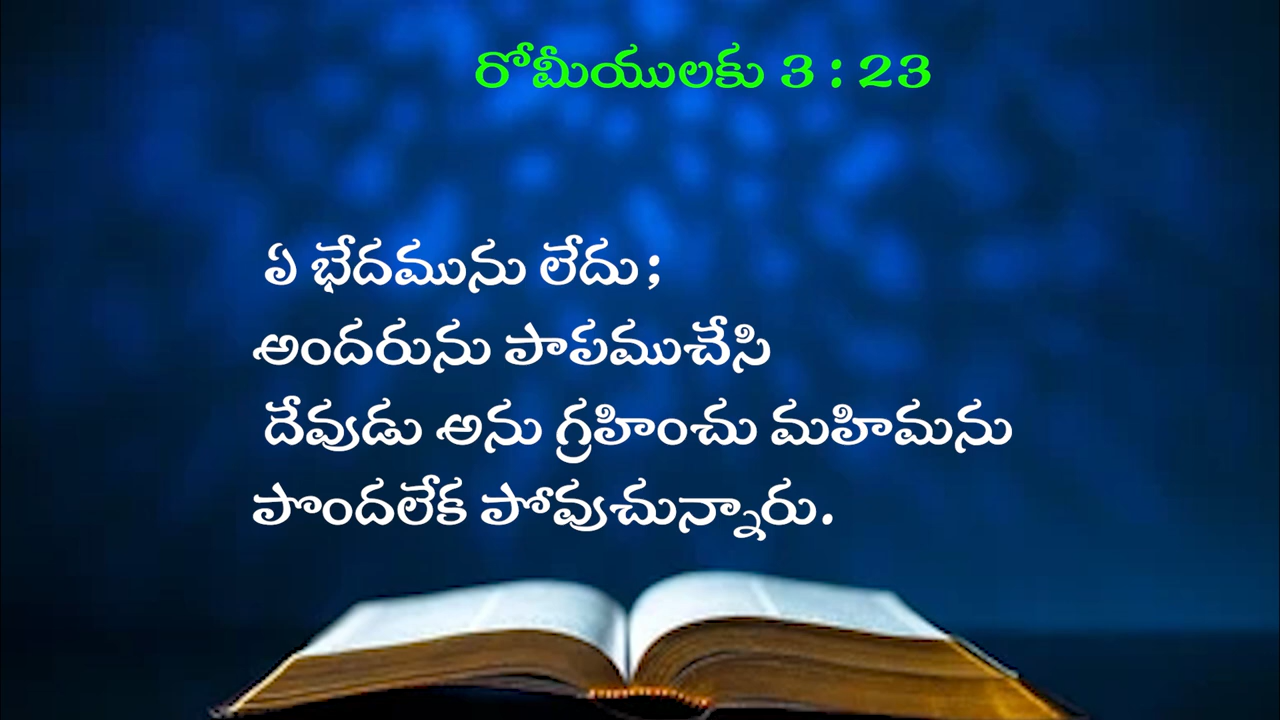 రోమీయులకు 3 : 23
ఏ భేదమును లేదు;
అందరును పాపముచేసి
దేవుడు అను గ్రహించు మహిమను
పొందలేక పోవుచున్నారు.